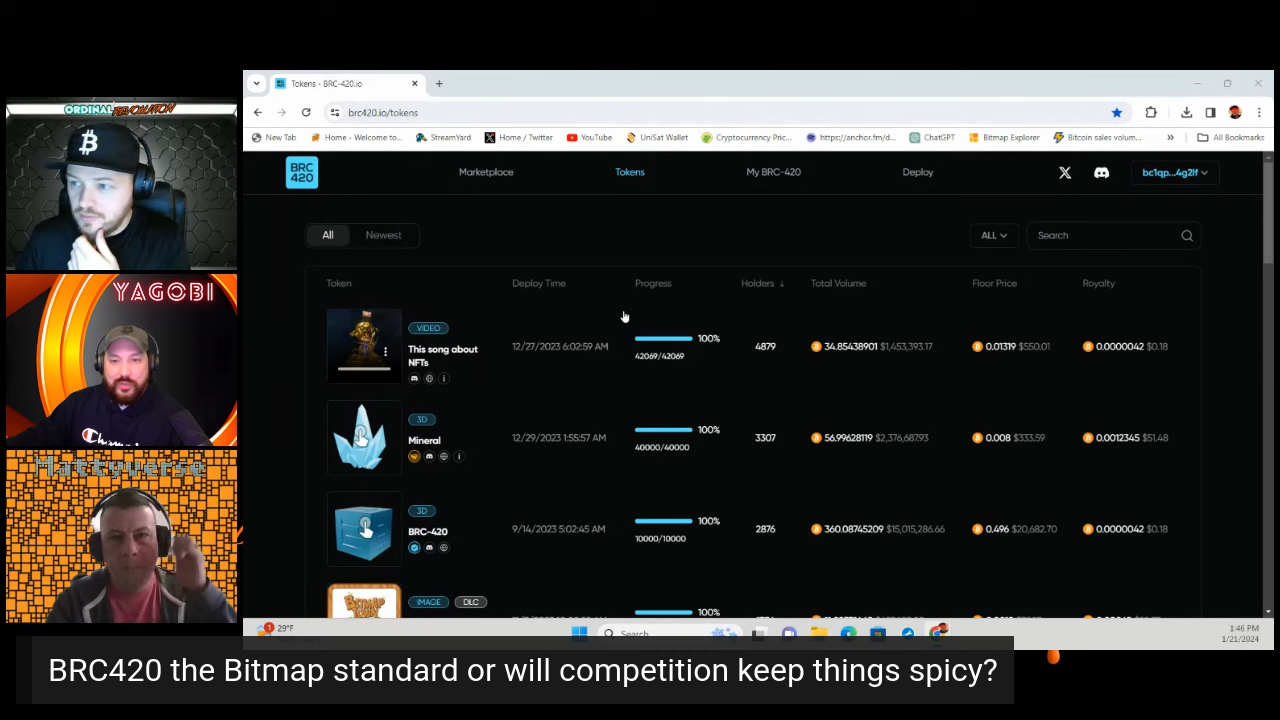 ORDINAL REVOLUTION
YAGOBI
Champion
Mattyverse
Tokens - BRC-420.io
brc420.io/tokens
New Tab
Home - Welcome to...
StreamYard
Home / Twitter
YouTube
UniSat Wallet
Cryptocurrency Pric...
https://anchor.fm/d...
ChatGPT
Bitmap Explorer
Bitcoin sales volum...
All Bookmarks
BRC 420
Marketplace
Tokens
My BRC-420
Deploy
bc1qp...4g2lf
All
Newest
ALL
Search
Token
Deploy Time
Progress
Holders ↓
Total Volume
Floor Price
Royalty
VIDEO
This song about NFTs
12/27/2023 6:02:59 AM
100%
42069/42069
4879
34.85438901 $1,453,393.17
0.01319 $550.01
0.0000042 $0.18
3D
Mineral
12/29/2023 1:55:57 AM
100%
40000/40000
3307
56.99628119 $2,376,687.93
0.008 $333.59
0.0012345 $51.48
3D
BRC-420
9/14/2023 5:02:45 AM
100%
10000/10000
2876
360.08745209 $15,015,286.66
0.496 $20,682.70
0.0000042 $0.18
BITMAP
IMAGE
DLC
100%
1
29°F
Search
1:46 PM
1/21/2024
BRC420 the Bitmap standard or will competition keep things spicy?